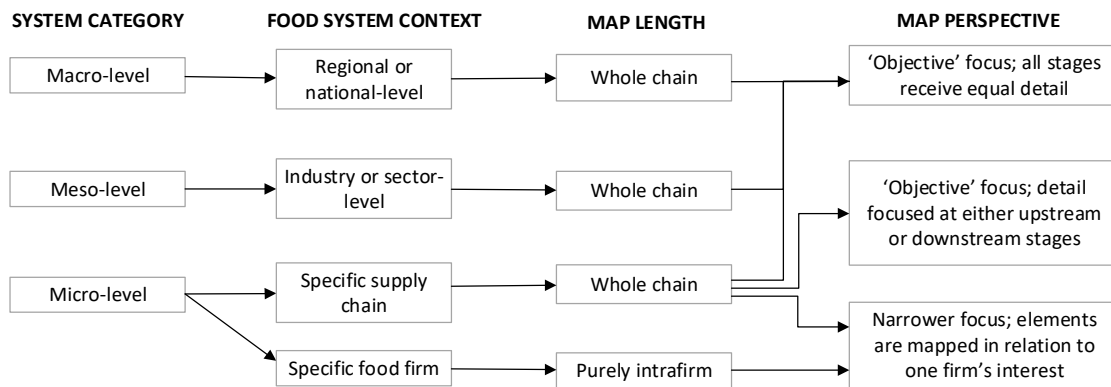 SYSTEM CATEGORY
FOOD SYSTEM CONTEXT
MAP LENGTH
MAP PERSPECTIVE
Macro-level
Regional or
national-level
Whole chain
‘Objective’ focus; all stages
receive equal detail
Meso-level
Industry or sector-
level
Whole chain
‘Objective’ focus; detail
focused at either upstream
or downstream stages
Micro-level
Specific supply
chain
Whole chain
Specific food firm
Purely intrafirm
Narrower focus; elements
are mapped in relation to
one firm’s interest